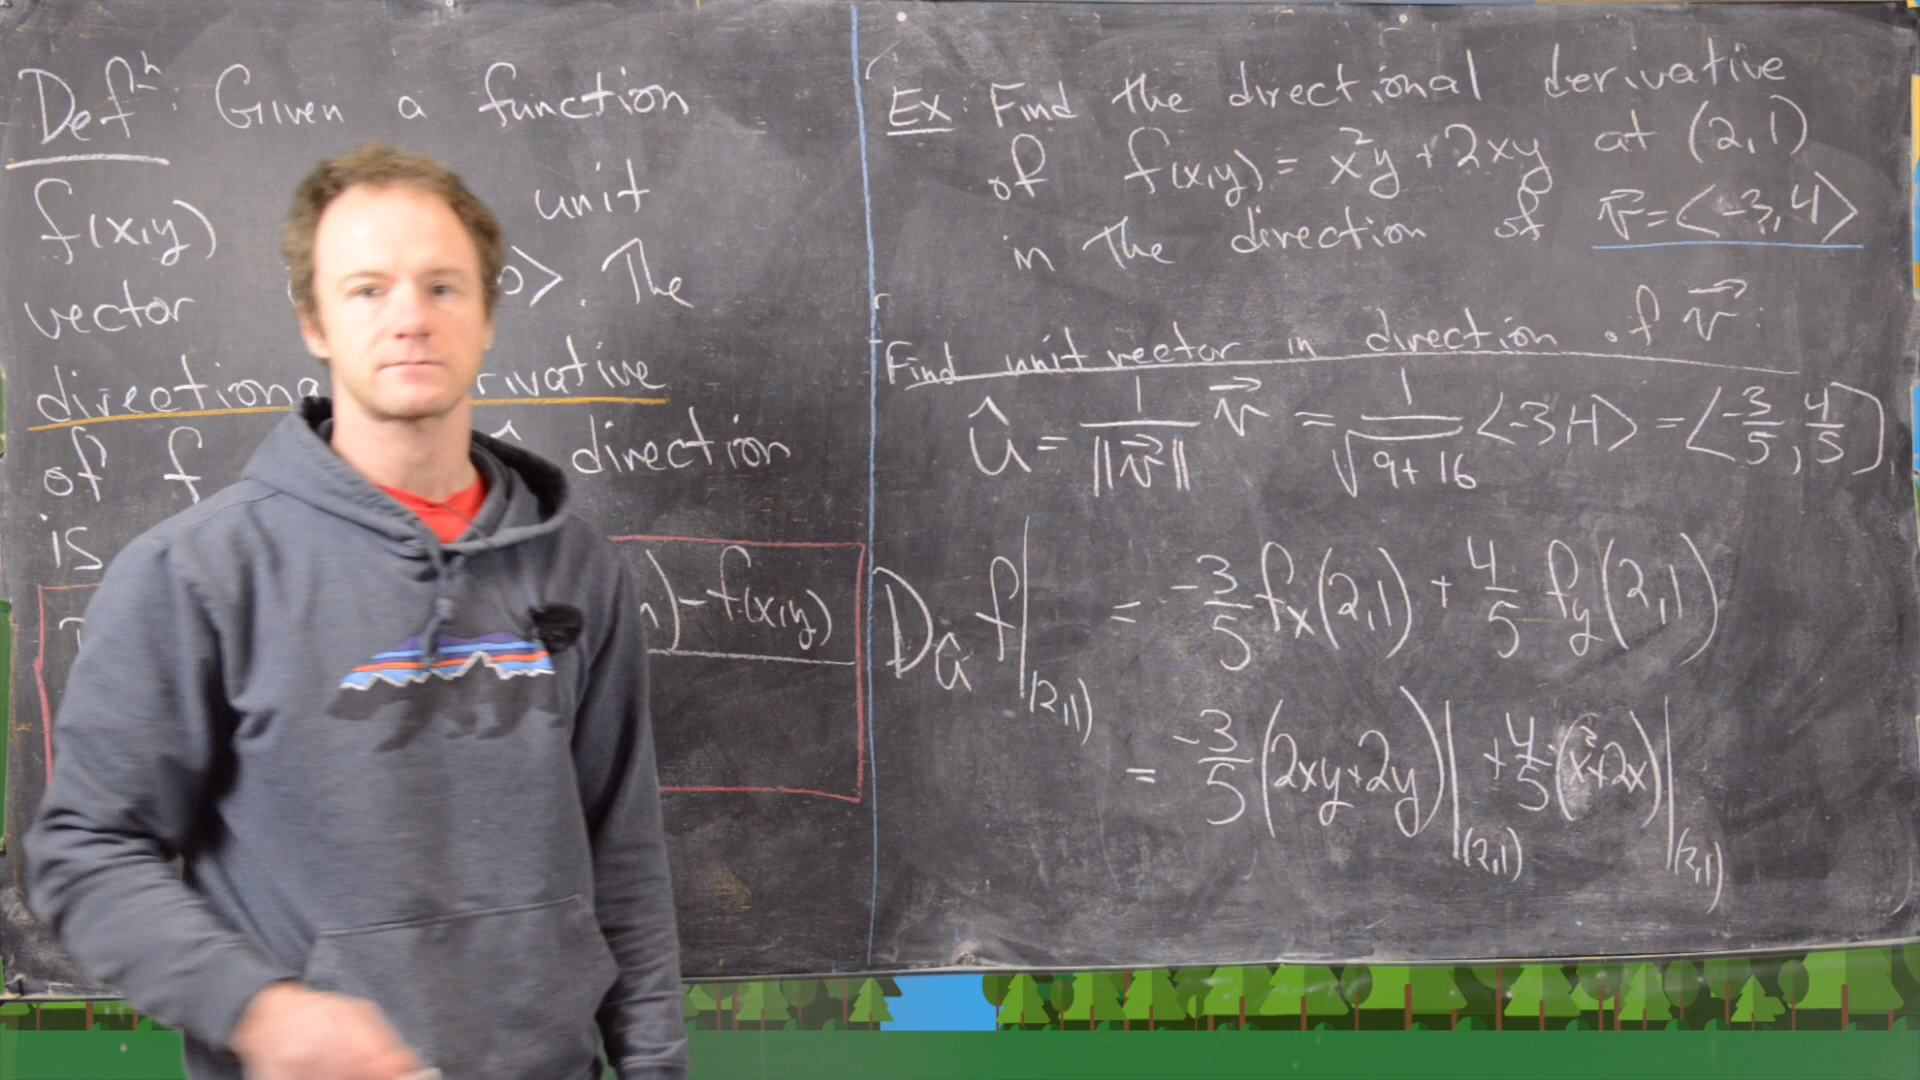 Defⁿ: Given a function
f(x,y) unit
vector >. The
directiona rivative
of f direction
is
)-f(x,y)
Ex: Find the directional derivative
of f(x,y) = x²y + 2xy at (2,1)
in the direction of v⃗ = <-3,4>
Find unit vector in direction of v⃗:
û = 1/||v⃗|| v⃗ = 1/√(9+16) <-3,4> = <-3/5, 4/5>
Dû f|(2,1) = -3/5 fx(2,1) + 4/5 fy(2,1)
= -3/5 (2xy+2y)|(2,1) + 4/5 (x²+2x)|(2,1)